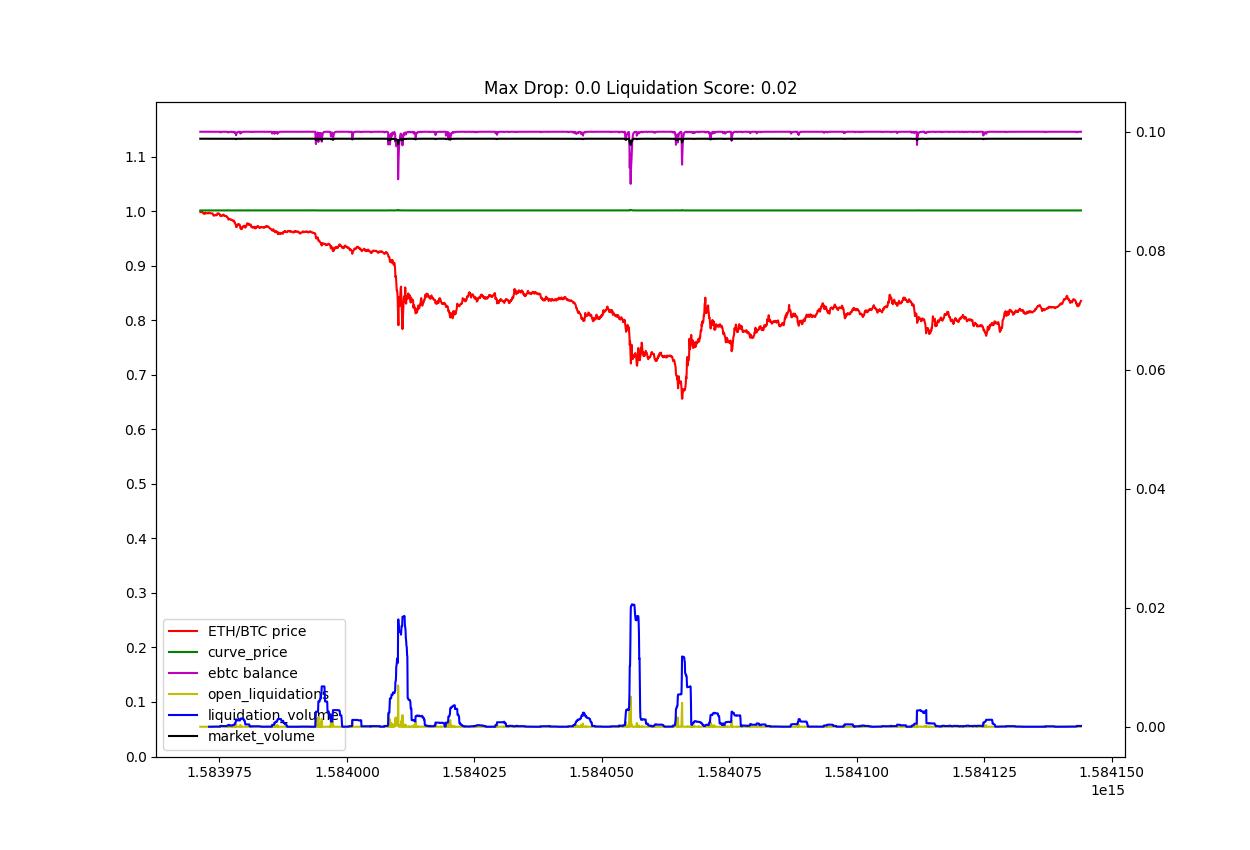 Max Drop: 0.0 Liquidation Score: 0.02
1.1
1.0
0.9
0.8
0.7
0.6
0.5
0.4
0.3
0.2
0.1
0.0
0.10
0.08
0.06
0.04
0.02
0.00
ETH/BTC price
curve_price
ebtc balance
open_liquidations
liquidation_volume
market_volume
1.583975 1.584000 1.584025 1.584050 1.584075 1.584100 1.584125 1.584150
1e15